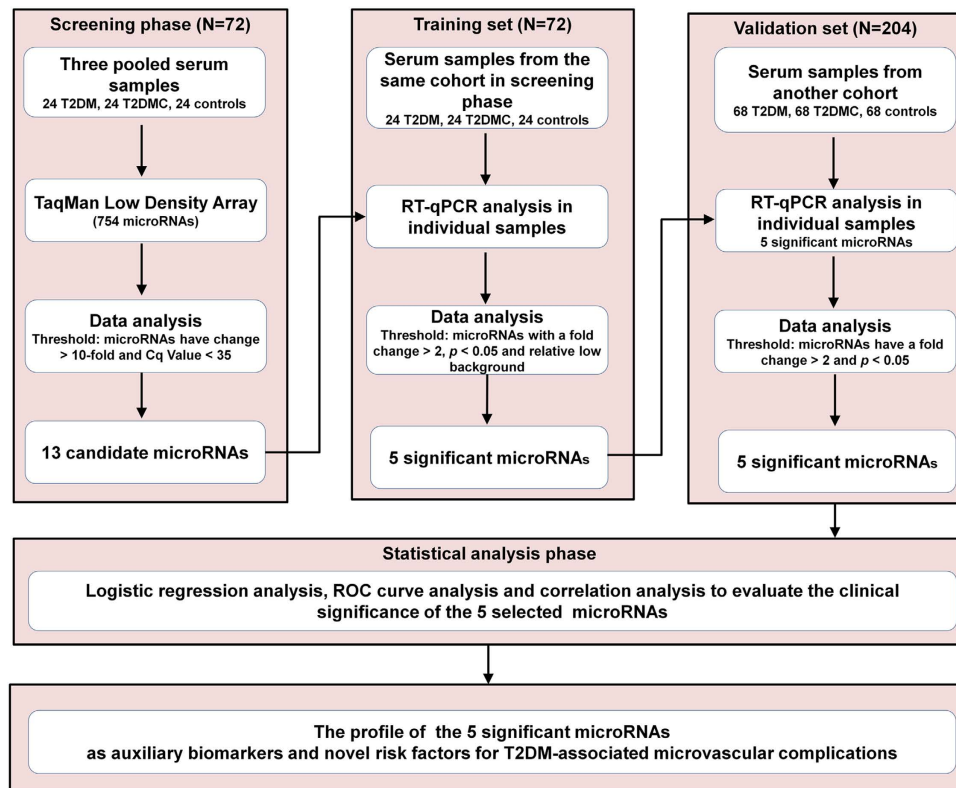 Screening phase (N=72)
Three pooled serum
samples
24 T2DM, 24 T2DMC, 24 controls
TaqMan Low Density Array
(754 microRNAs)
Data analysis
Threshold: microRNAs have change
> 10-fold and Cq Value < 35
13 candidate microRNAs
Training set (N=72)
Serum samples from the
same cohort in screening
phase
24 T2DM, 24 T2DMC, 24 controls
RT-qPCR analysis in
individual samples
Data analysis
Threshold: microRNAs with a fold
change > 2, p < 0.05 and relative low
background
5 significant microRNAs
Validation set (N=204)
Serum samples from
another cohort
68 T2DM, 68 T2DMC, 68 controls
RT-qPCR analysis in
individual samples
5 significant microRNAs
Data analysis
Threshold: microRNAs have a fold
change > 2 and p < 0.05
5 significant microRNAs
Statistical analysis phase
Logistic regression analysis, ROC curve analysis and correlation analysis to evaluate the clinical
significance of the 5 selected microRNAs
The profile of the 5 significant microRNAs
as auxiliary biomarkers and novel risk factors for T2DM-associated microvascular complications